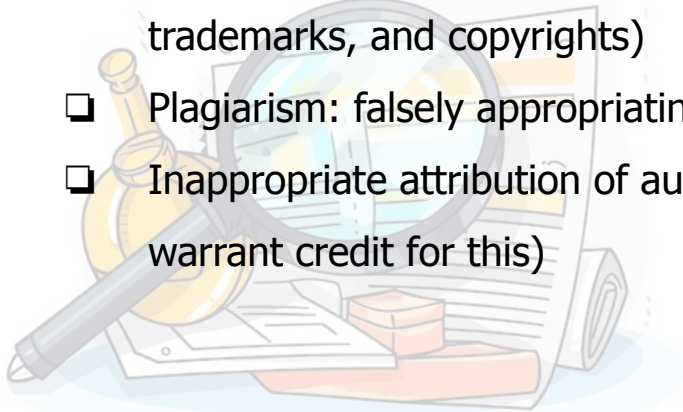 trademarks, and copyrights)
❑ Plagiarism: falsely appropriatin
❑ Inappropriate attribution of au
warrant credit for this)